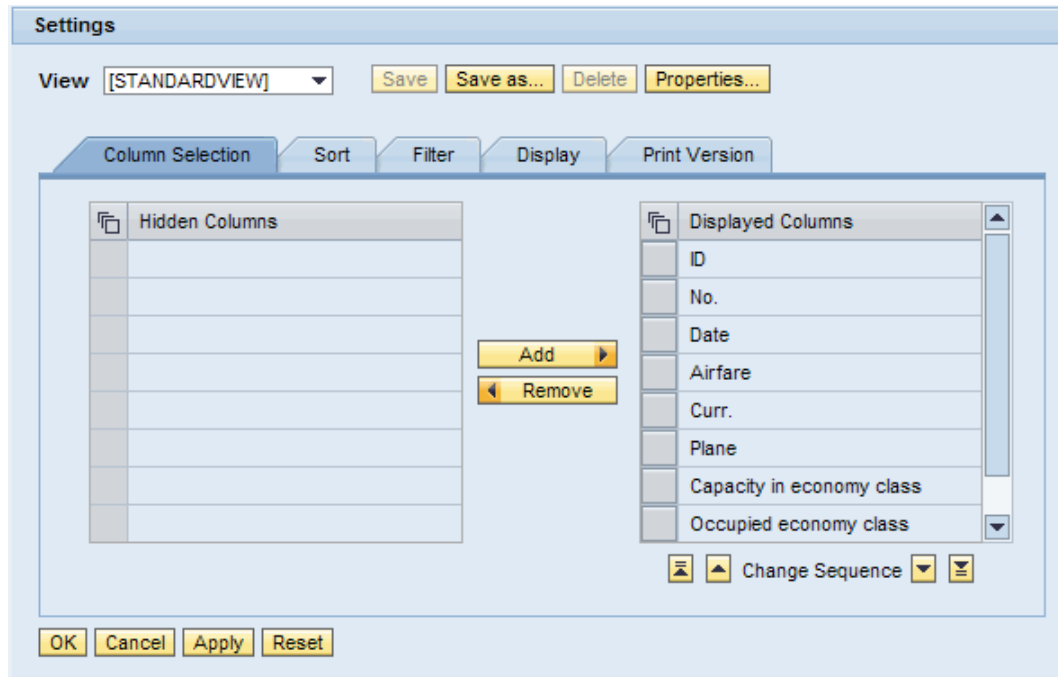 Settings
View [STANDARDVIEW] Save Save as... Delete Properties...
Column Selection Sort Filter Display Print Version
Hidden Columns Displayed Columns
ID
No.
Date
Add Airfare
Remove Curr.
Plane
Capacity in economy class
Occupied economy class
Change Sequence
OK Cancel Apply Reset